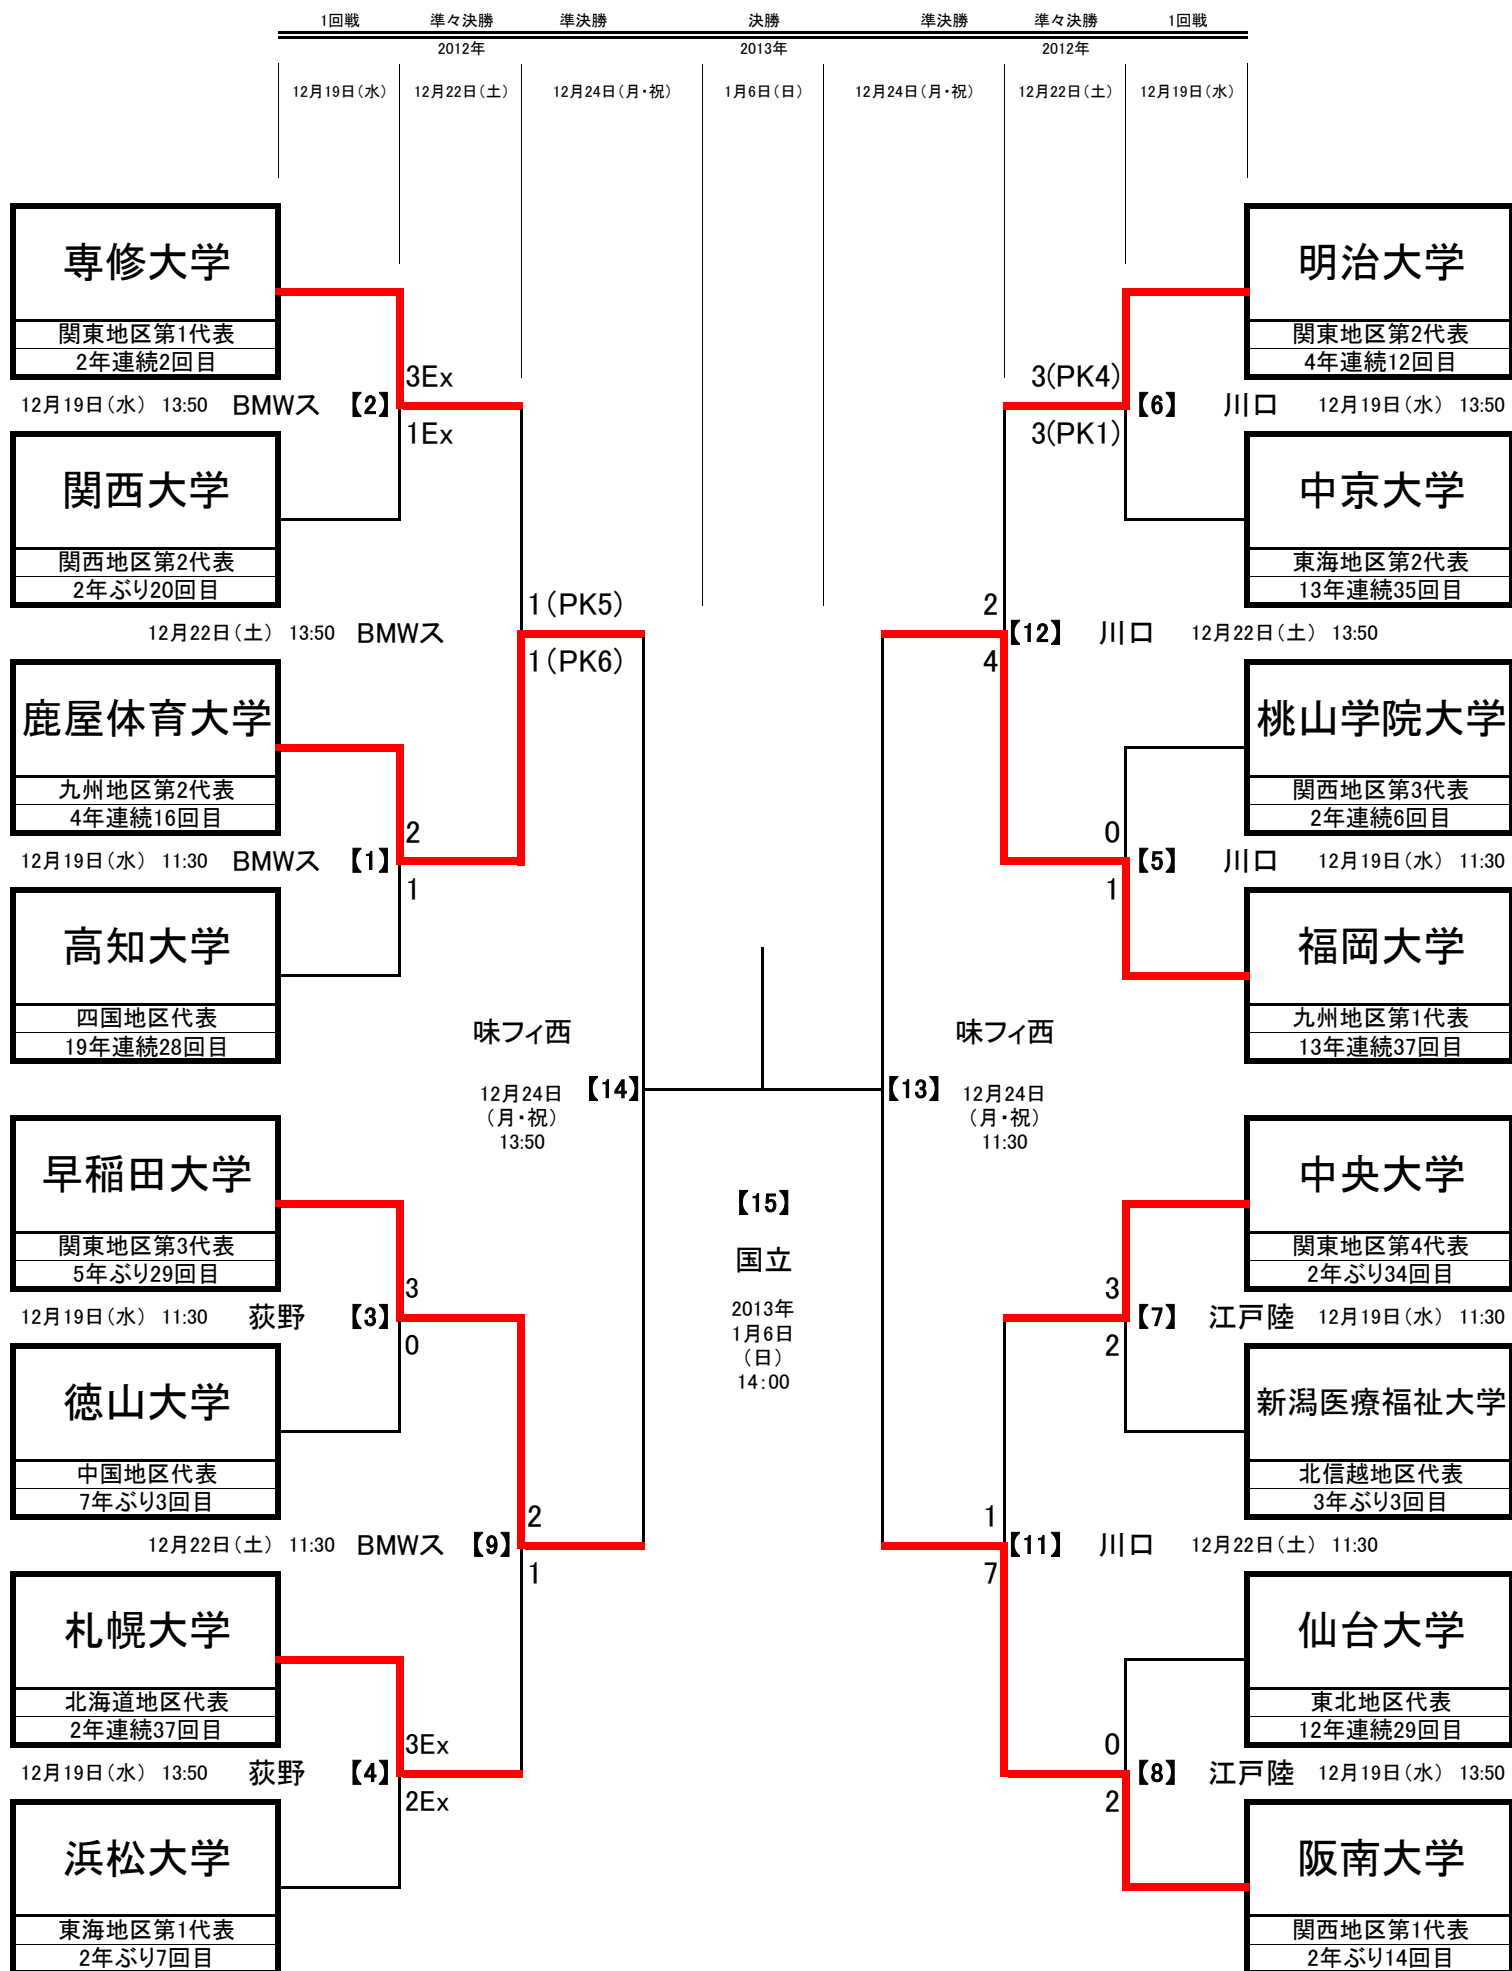 1回戦 準々決勝 準決勝 決勝 準決勝 準々決勝 1回戦
2012年 2013年 2012年
12月19日(水) 12月22日(土) 12月24日(月・祝) 1月6日(日) 12月24日(月・祝) 12月22日(土) 12月19日(水)
専修大学 明治大学
関東地区第1代表 関東地区第2代表
2年連続2回目 3Ex 3(PK4) 4年連続12回目
12月19日(水) 13:50 BMWス 【2】 【6】 川口 12月19日(水) 13:50
1Ex 3(PK1)
関西大学 中京大学
関西地区第2代表 東海地区第2代表
2年ぶり20回目 1(PK5) 2 13年連続35回目
12月22日(土) 13:50 BMWス 【12】 川口 12月22日(土) 13:50
1(PK6) 4
鹿屋体育大学 桃山学院大学
九州地区第2代表 関西地区第3代表
4年連続16回目 2 0 2年連続6回目
12月19日(水) 11:30 BMWス 【1】 【5】 川口 12月19日(水) 11:30
1 1
高知大学 福岡大学
四国地区代表 九州地区第1代表
19年連続28回目 味フィ西 味フィ西 13年連続37回目
12月24日 【14】 【13】 12月24日
(月・祝) (月・祝)
13:50 11:30
早稲田大学 【15】 中央大学
関東地区第3代表 国立 関東地区第4代表
5年ぶり29回目 3 3 2年ぶり34回目
12月19日(水) 11:30 荻野 【3】 2013年 【7】 江戸陸 12月19日(水) 11:30
0 1月6日 2
(日)
14:00
徳山大学 新潟医療福祉大学
中国地区代表 北信越地区代表
7年ぶり3回目 2 1 3年ぶり3回目
12月22日(土) 11:30 BMWス 【9】 【11】 川口 12月22日(土) 11:30
1 7
札幌大学 仙台大学
北海道地区代表 東北地区代表
2年連続37回目 3Ex 0 12年連続29回目
12月19日(水) 13:50 荻野 【4】 【8】 江戸陸 12月19日(水) 13:50
2Ex 2
浜松大学 阪南大学
東海地区第1代表 関西地区第1代表
2年ぶり7回目 2年ぶり14回目